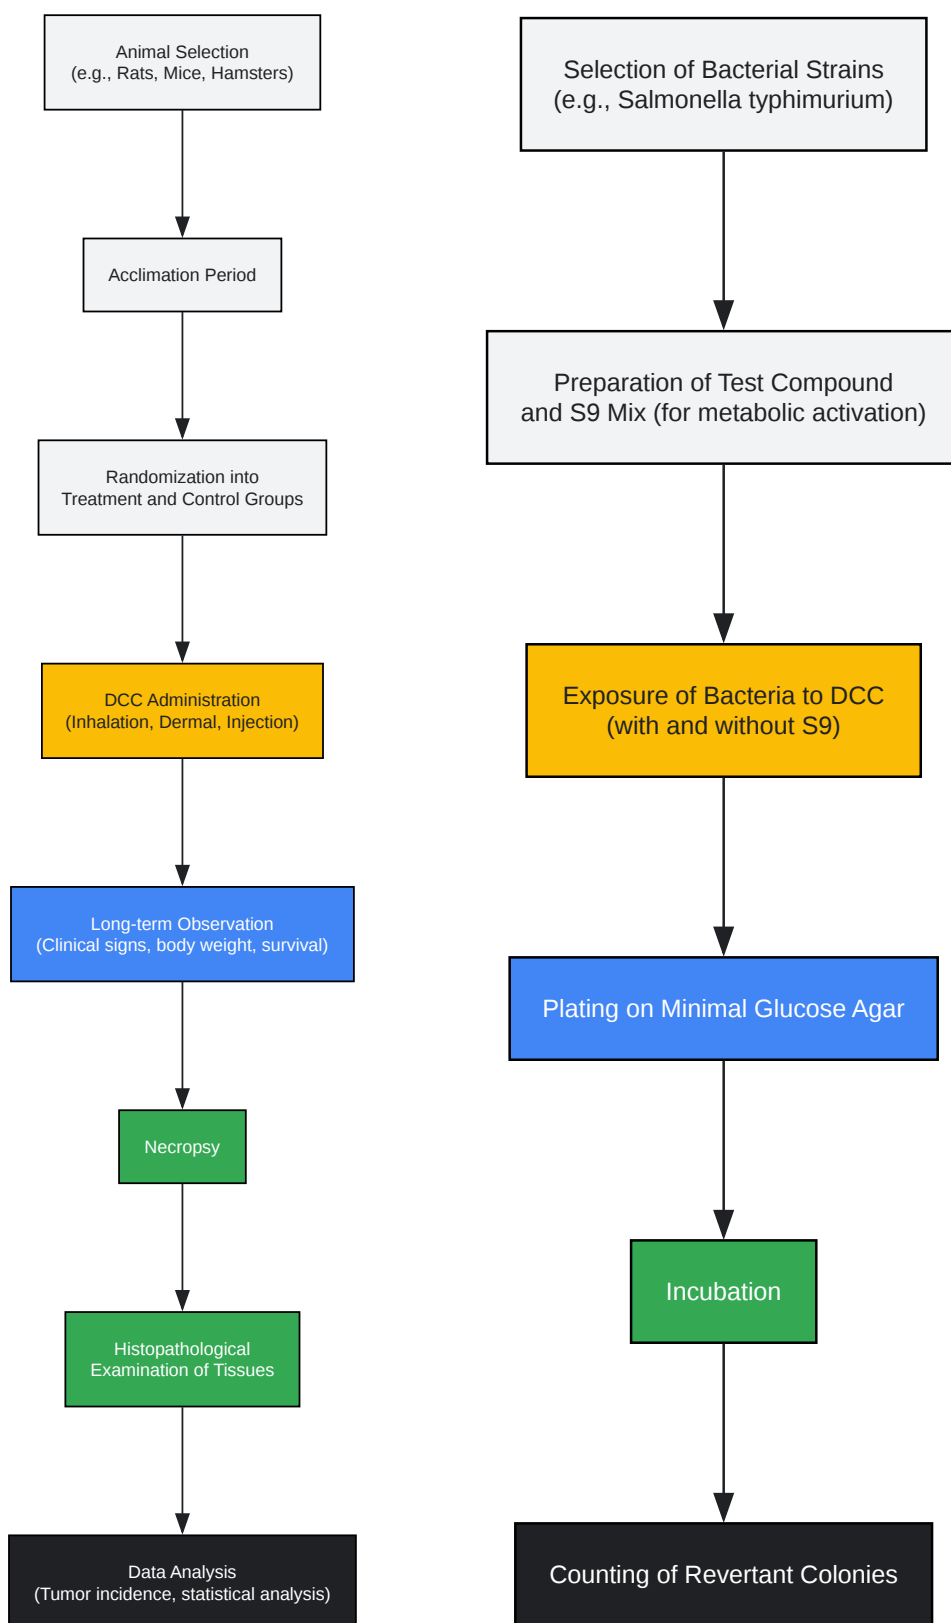 Animal Selection
(e.g., Rats, Mice, Hamsters)
Acclimation Period
Randomization into
Treatment and Control Groups
DCC Administration
(Inhalation, Dermal, Injection)
Long-term Observation
(Clinical signs, body weight, survival)
Necropsy
Histopathological
Examination of Tissues
Data Analysis
(Tumor incidence, statistical analysis)
Selection of Bacterial Strains
(e.g., Salmonella typhimurium)
Preparation of Test Compound
and S9 Mix (for metabolic activation)
Exposure of Bacteria to DCC
(with and without S9)
Plating on Minimal Glucose Agar
Incubation
Counting of Revertant Colonies